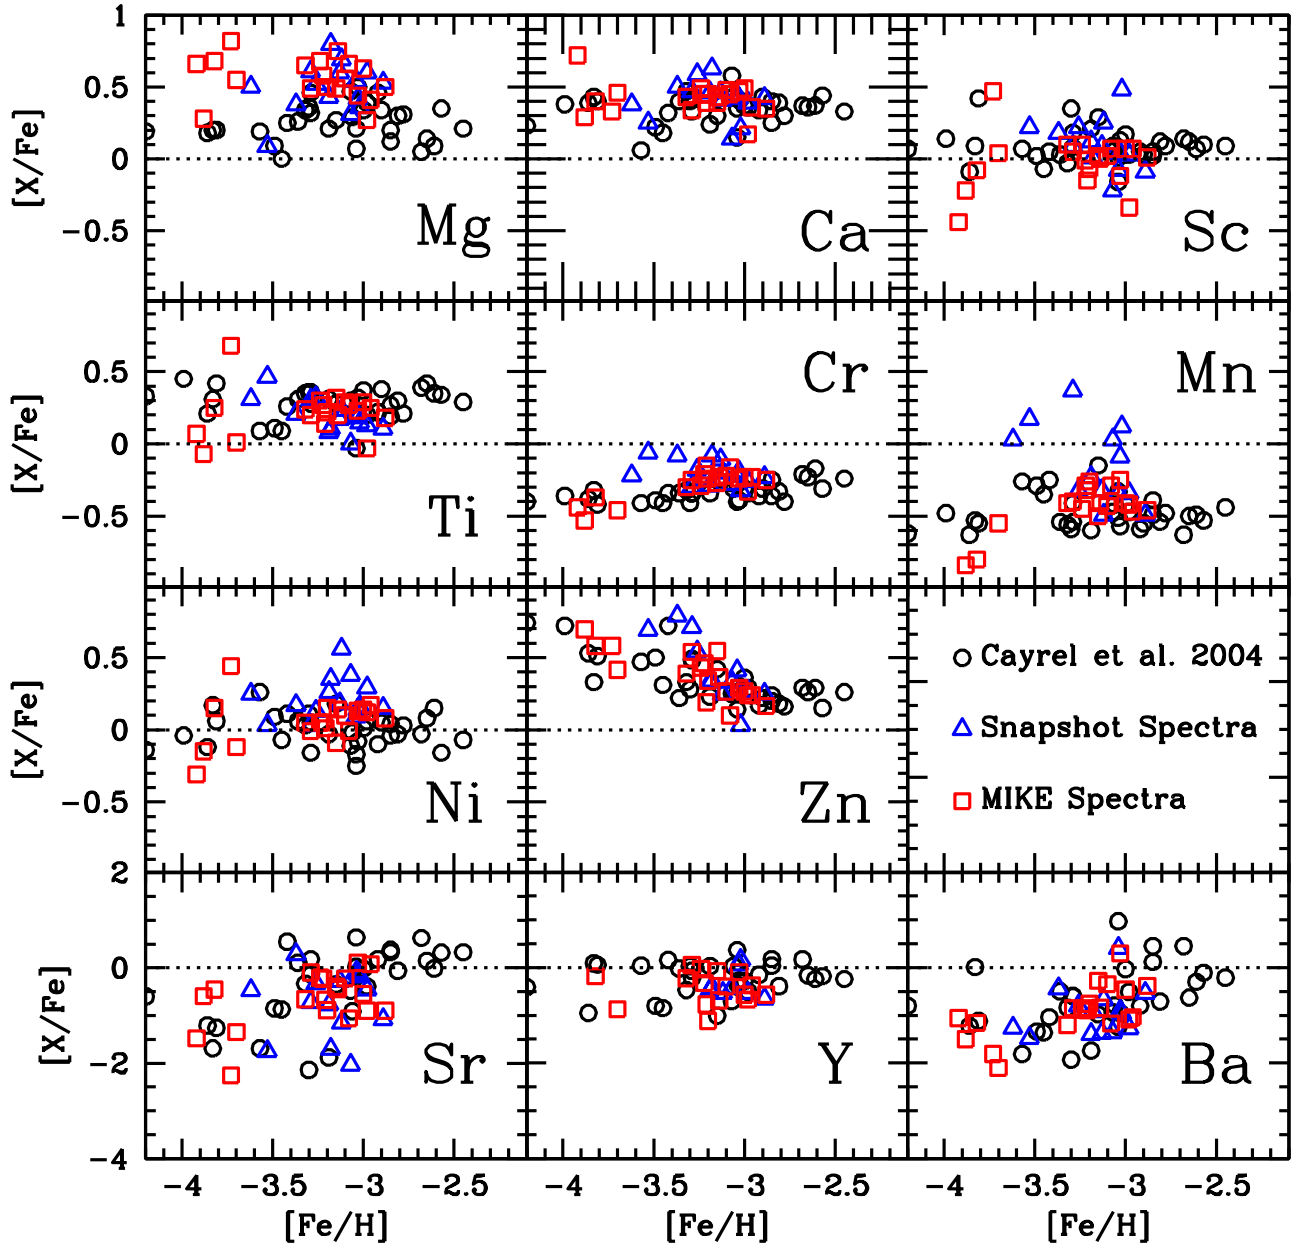 1
0.5
0
−0.5
[X/Fe]
Mg
Ca
Sc
0.5
0
−0.5
[X/Fe]
Ti
Cr
Mn
0.5
0
−0.5
[X/Fe]
Ni
Zn
Cayrel et al. 2004
Snapshot Spectra
MIKE Spectra
2
0
−2
−4
[X/Fe]
Sr
Y
Ba
−4 −3.5 −3 −2.5
−4 −3.5 −3 −2.5
−4 −3.5 −3 −2.5
[Fe/H]
[Fe/H]
[Fe/H]